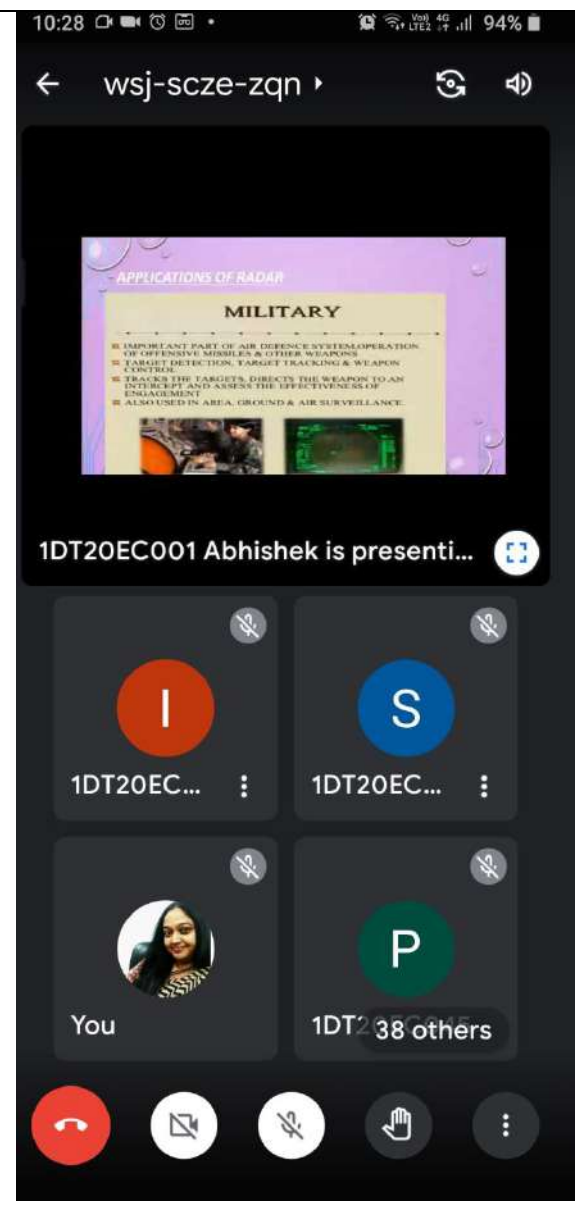 10:28 Vo)) LTE2 4G 94%
wsj-scze-zqn
APPLICATIONS OF RADAR
MILITARY
IMPORTANT PART OF AIR DEFENCE SYSTEM,OPERATION
OF OFFENSIVE MISSILES & OTHER WEAPONS
TARGET DETECTION, TARGET TRACKING & WEAPON
CONTROL
TRACKS THE TARGETS, DIRECTS THE WEAPON TO AN
INTERCEPT AND ASSESS THE EFFECTIVENESS OF
ENGAGEMENT
ALSO USED IN AREA, GROUND & AIR SURVEILLANCE
1DT20EC001 Abhishek is presenti...
I
S
1DT20EC...
1DT20EC...
P
You
38 others